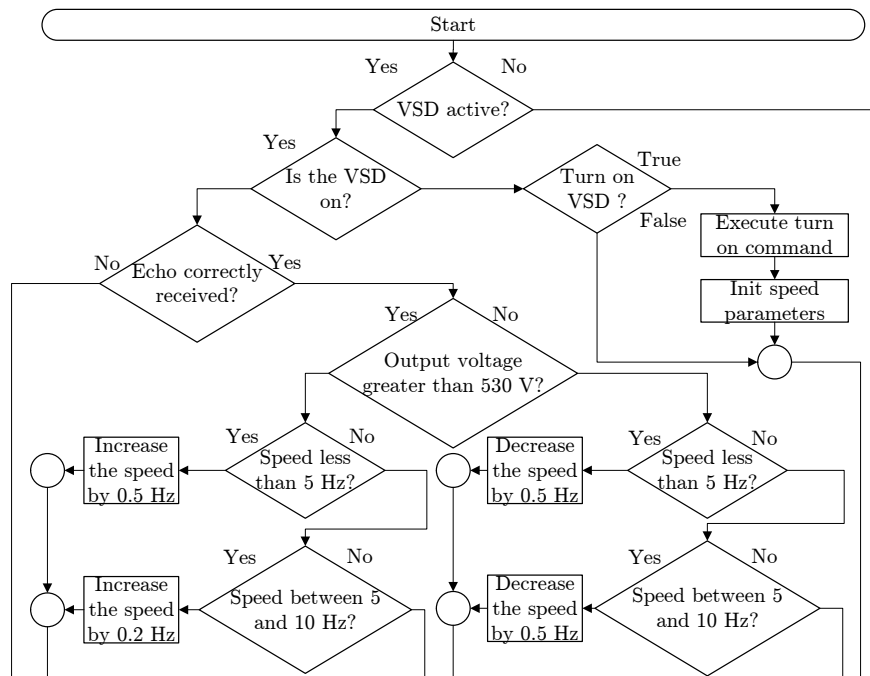 Start
Yes
No
VSD active?
Yes
Is the VSD
on?
True
Turn on
VSD ?
False
Execute turn
on command
Init speed
parameters
No
Echo correctly
received?
Yes
Yes
No
Output voltage
greater than 530 V?
Increase
the speed
by 0.5 Hz
Yes
No
Speed less
than 5 Hz?
Decrease
the speed
by 0.5 Hz
Yes
No
Speed less
than 5 Hz?
Increase
the speed
by 0.2 Hz
Yes
No
Speed between 5
and 10 Hz?
Decrease
the speed
by 0.5 Hz
Yes
No
Speed between 5
and 10 Hz?